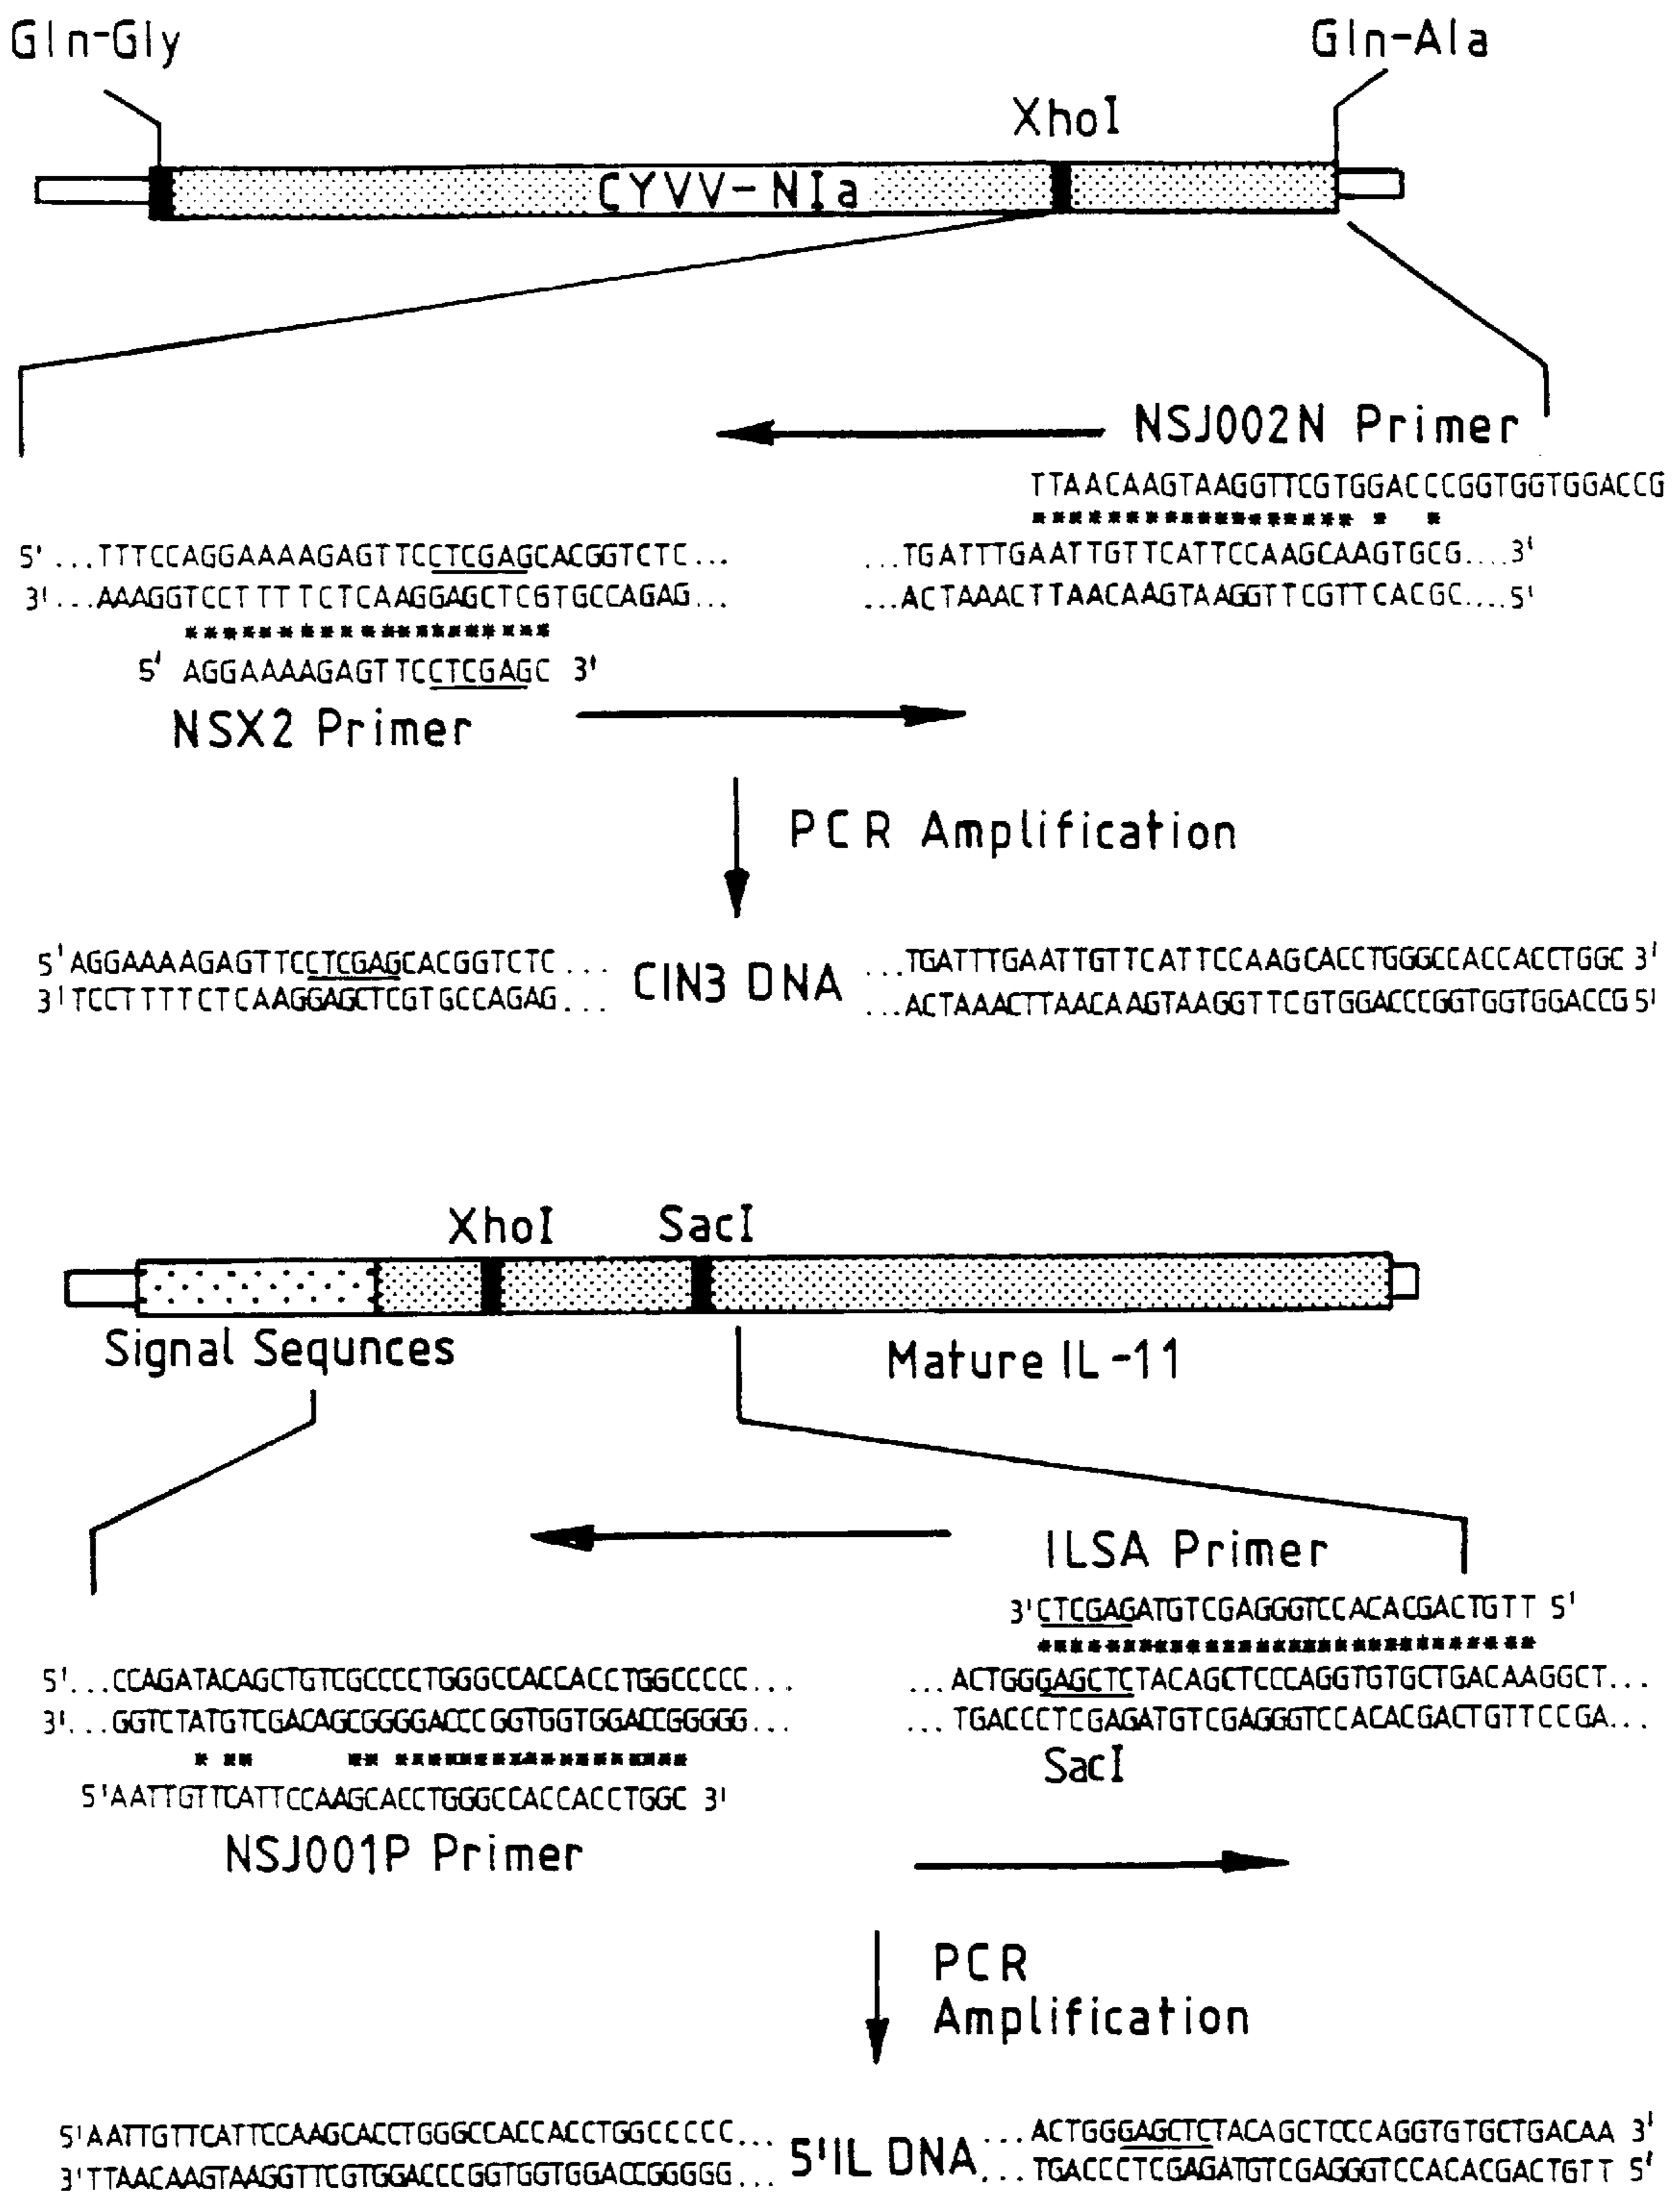 Gln-Gly
Gln-Ala
XhoI
CYVV-NIa
NSJ002N Primer
TTAACAAGTAAGGTTCGTGGACCCGGTGGTGGACCG
******************  *  *
5' ...TTTCCAGGAAAAGAGTTCCTCGAGCACGGTCTC... ...TGATTTGAATTGTTCATTCCAAGCAAGTGCG....3'
3' ...AAAGGTCCTTTTCTCAAGGAGCTCGTGCCAGAG... ...ACTAAACTTAACAAGTAAGGTTCGTTCACGC....5'
********************
5' AGGAAAAGAGTTCCTCGAGC 3'
NSX2 Primer
PCR Amplification
5'AGGAAAAGAGTTCCTCGAGCACGGTCTC... CIN3 DNA ...TGATTTGAATTGTTCATTCCAAGCACCTGGGCCACCACCTGGC 3'
3'TCCTTTTCTCAAGGAGCTCGTGCCAGAG... ...ACTAAACTTAACAAGTAAGGTTCGTGGACCCGGTGGTGGACCG 5'
XhoI
SacI
Signal Sequnces
Mature IL-11
ILSA Primer
3'CTCGAGATGTCGAGGGTCCACACGACTGTT 5'
******************************
5'...CCAGATACAGCTGTCGCCCCTGGGCCACCACCTGGCCCCC... ...ACTGGGAGCTCTACAGCTCCCAGGTGTGCTGACAAGGCT...
3'...GGTCTATGTCGACAGCGGGGACCCGGTGGTGGACCGGGGG... ...TGACCCTCGAGATGTCGAGGGTCCACACGACTGTTCCGA...
* ** ** ******************
SacI
5'AATTGTTCATTCCAAGCACCTGGGCCACCACCTGGC 3'
NSJ001P Primer
PCR
Amplification
5'AATTGTTCATTCCAAGCACCTGGGCCACCACCTGGCCCCC... 5'IL DNA ...ACTGGGAGCTCTACAGCTCCCAGGTGTGCTGACAA 3'
3'TTAACAAGTAAGGTTCGTGGACCCGGTGGTGGACCGGGGG... ...TGACCCTCGAGATGTCGAGGGTCCACACGACTGTT 5'